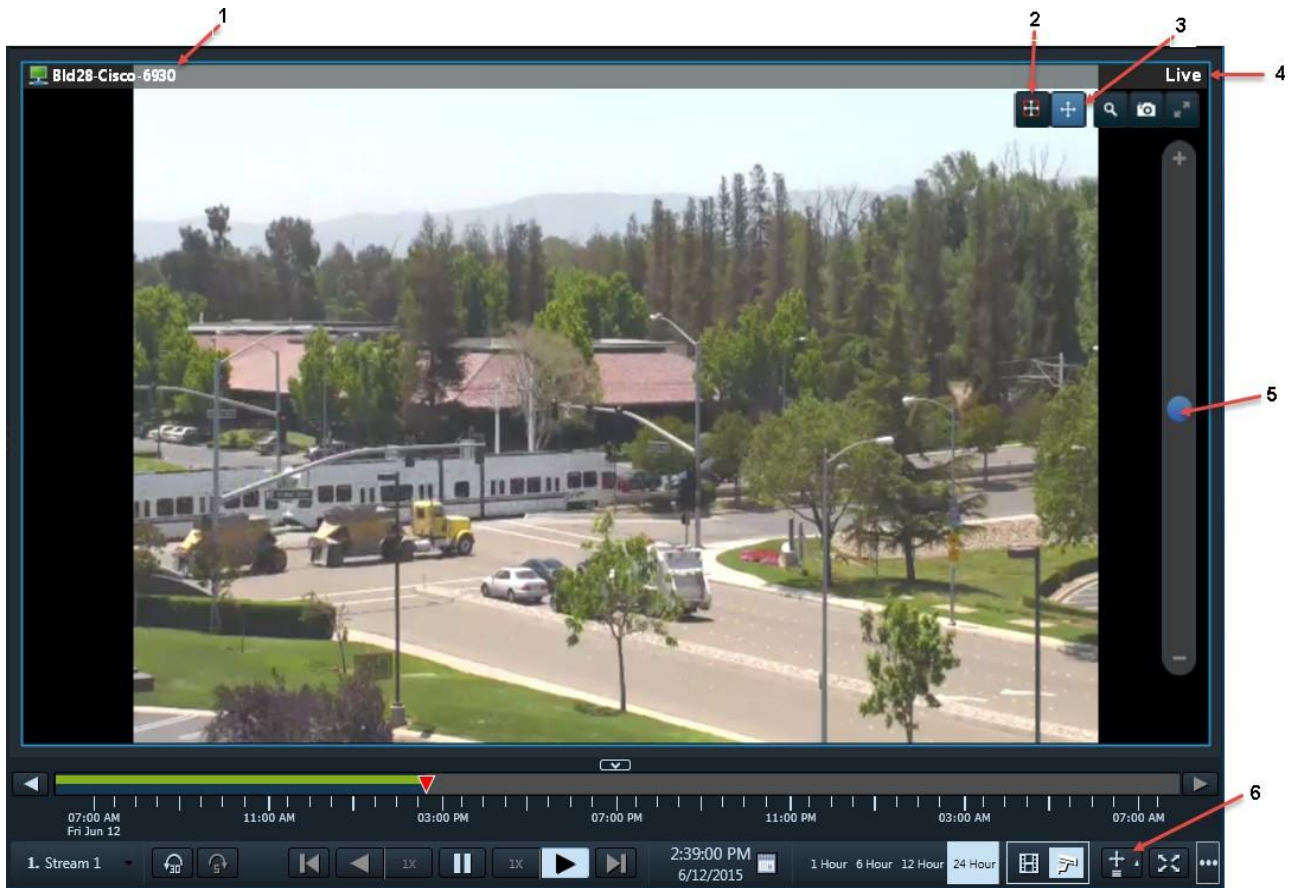 1
2
3
Bld28-Cisco-6930
Live
4
5
6
07:00 AM
11:00 AM
03:00 PM
07:00 PM
11:00 PM
03:00 AM
07:00 AM
Fri Jun 12
1. Stream 1
30
5
1X
1X
2:39:00 PM
6/12/2015
1 Hour 6 Hour 12 Hour 24 Hour